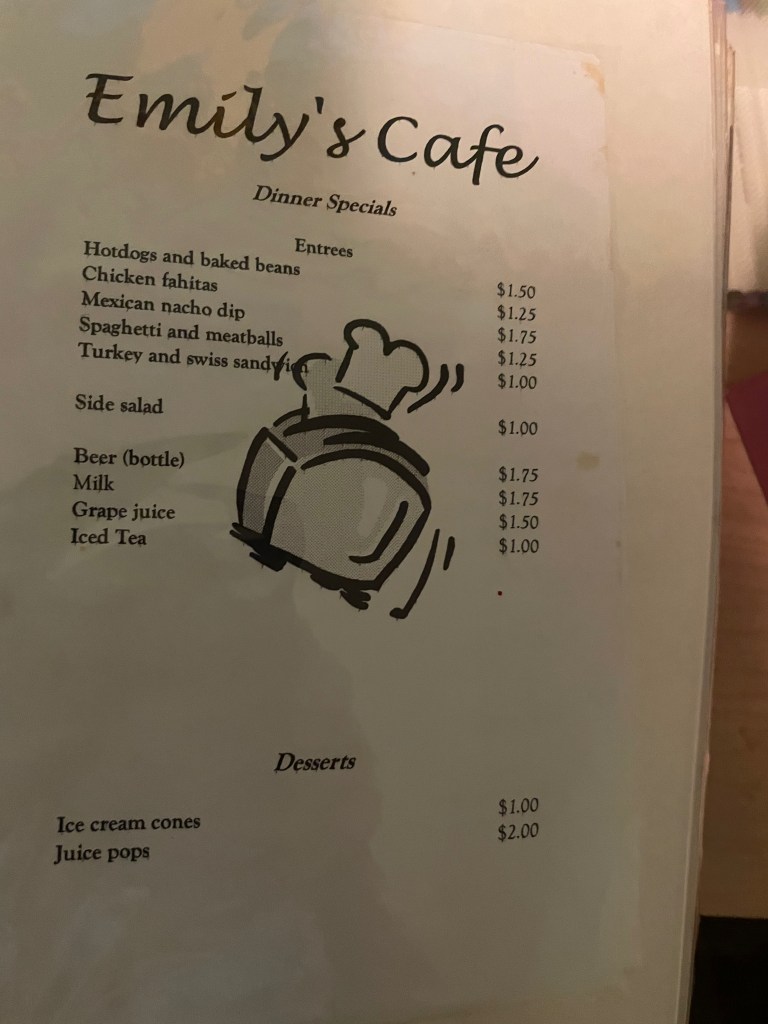 Emily's Cafe
Dinner Specials
Entrees
Hotdogs and baked beans $1.50
Chicken fahitas $1.25
Mexican nacho dip $1.75
Spaghetti and meatballs $1.25
Turkey and swiss sandwich $1.00
Side salad $1.00
Beer (bottle) $1.75
Milk $1.75
Grape juice $1.50
Iced Tea $1.00
Desserts
Ice cream cones $1.00
Juice pops $2.00